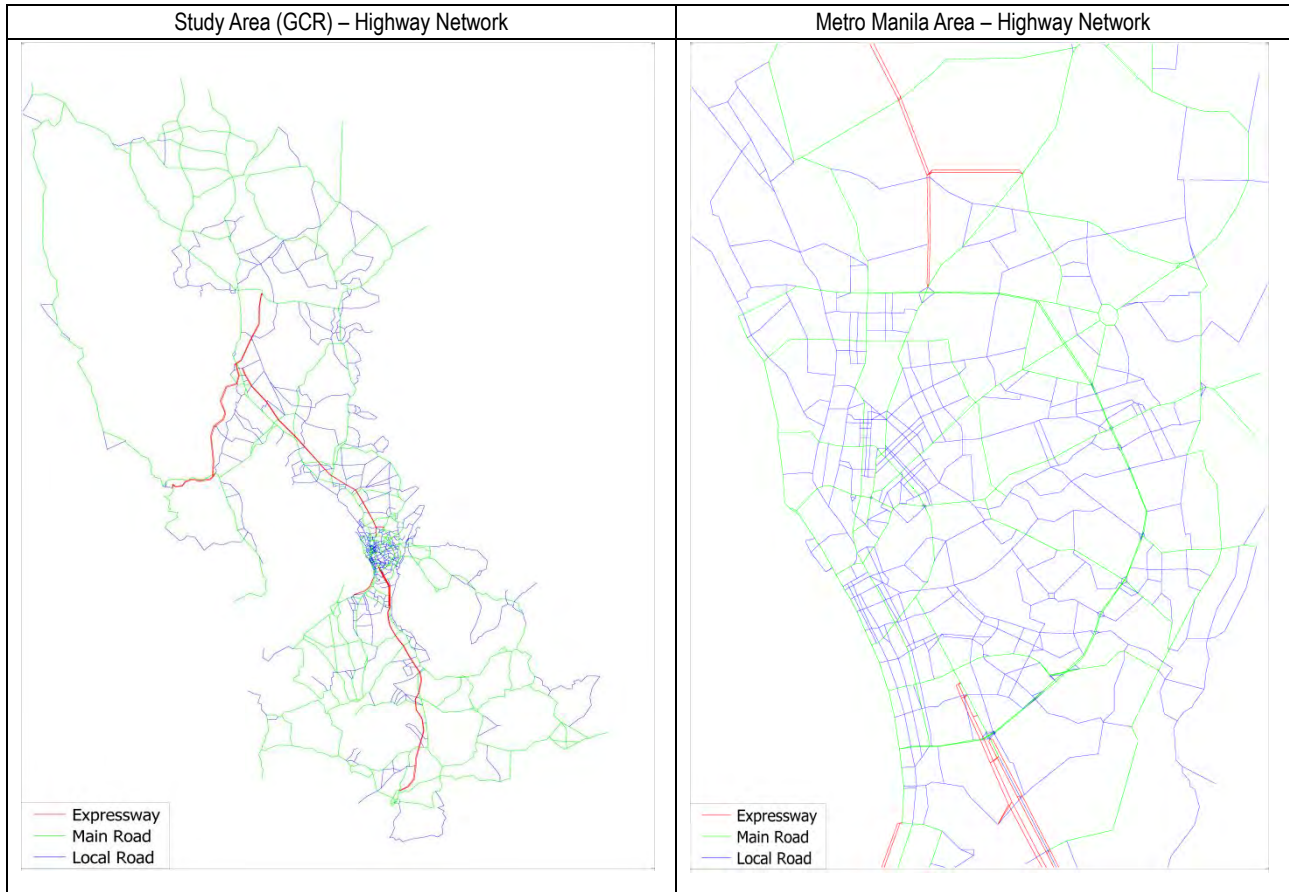 Study Area (GCR) – Highway Network
Metro Manila Area – Highway Network
Expressway
Main Road
Local Road
Expressway
Main Road
Local Road